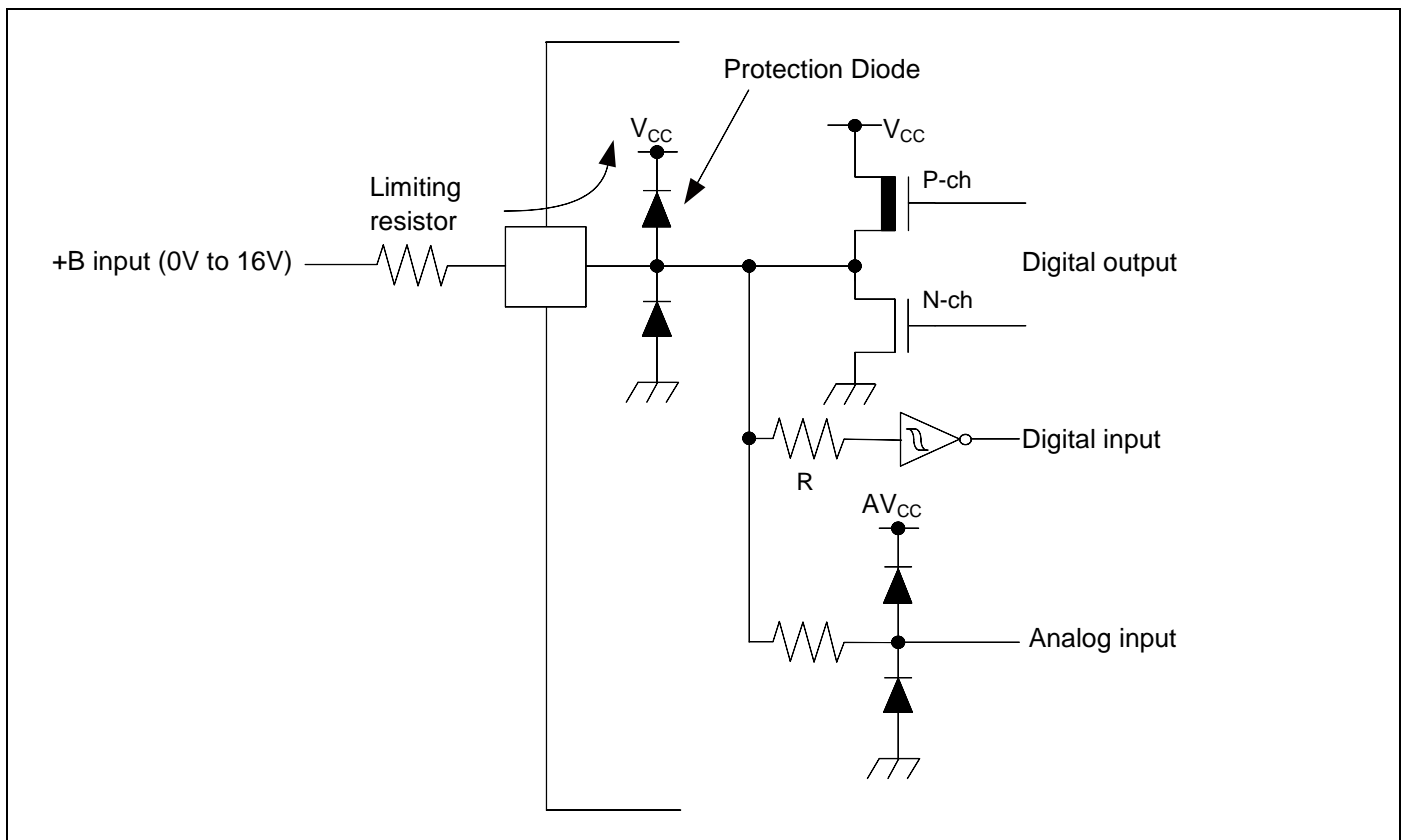 Protection Diode
VCC
VCC
Limiting
resistor
P-ch
+B input (0V to 16V)
Digital output
N-ch
Digital input
R
AVCC
Analog input